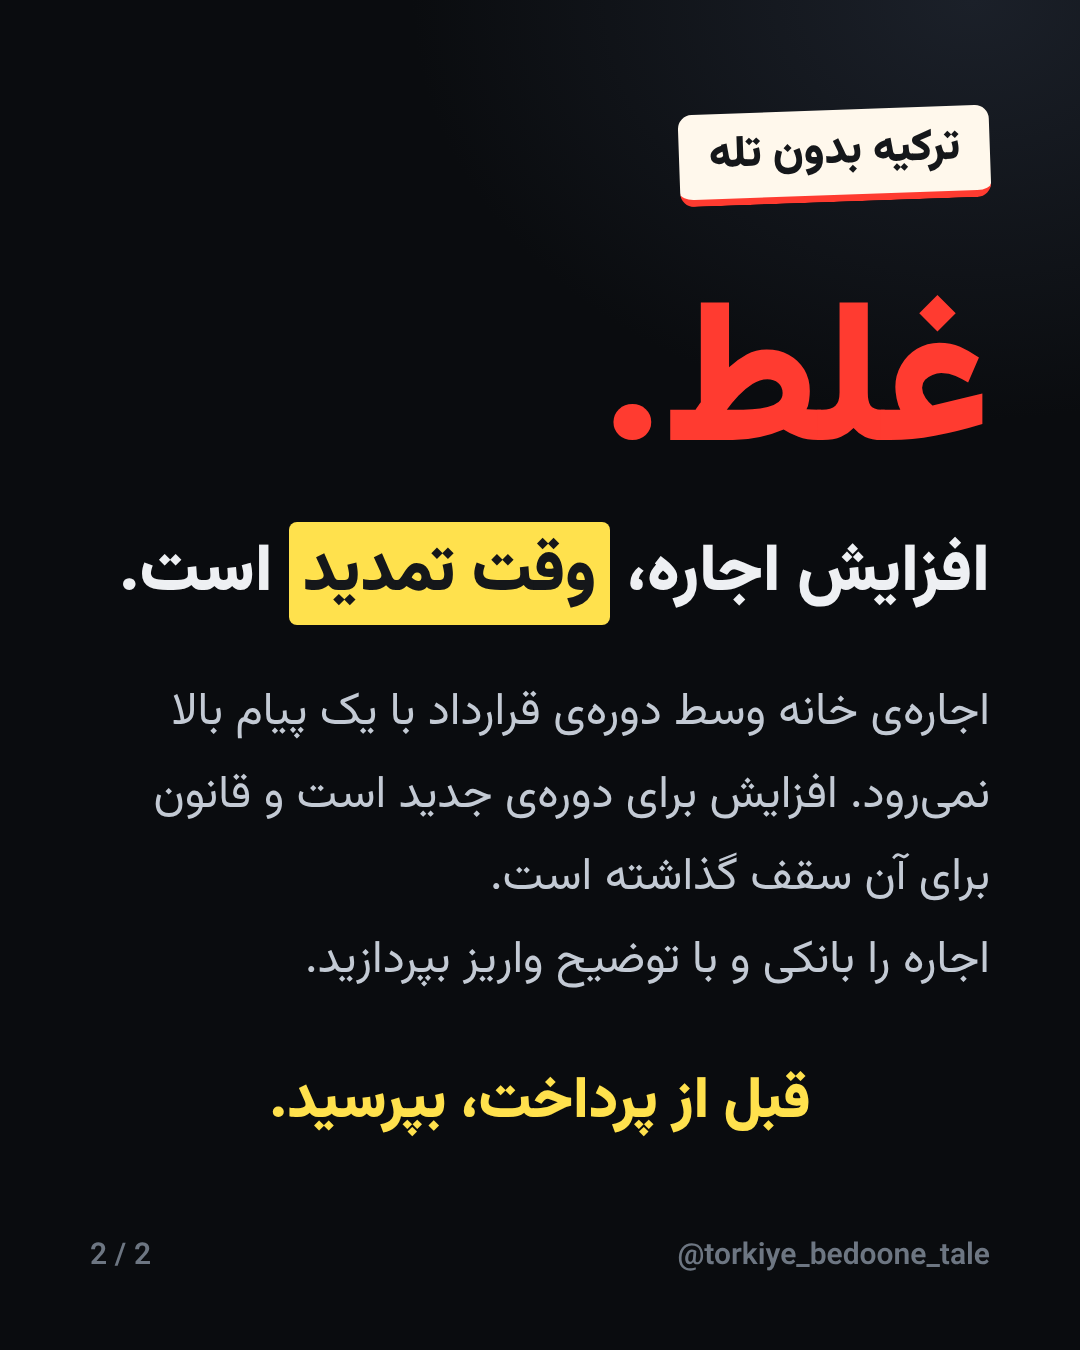 ترکیه بدون تله
غلط.
افزایش اجاره، وقت تمدید است.
اجاره‌ی خانه وسط دوره‌ی قرارداد با یک پیام بالا
نمی‌رود. افزایش برای دوره‌ی جدید است و قانون
برای آن سقف گذاشته است.
اجاره را بانکی و با توضیح واریز بپردازید.
قبل از پرداخت، بپرسید.
@torkiye_bedoone_tale
2 / 2